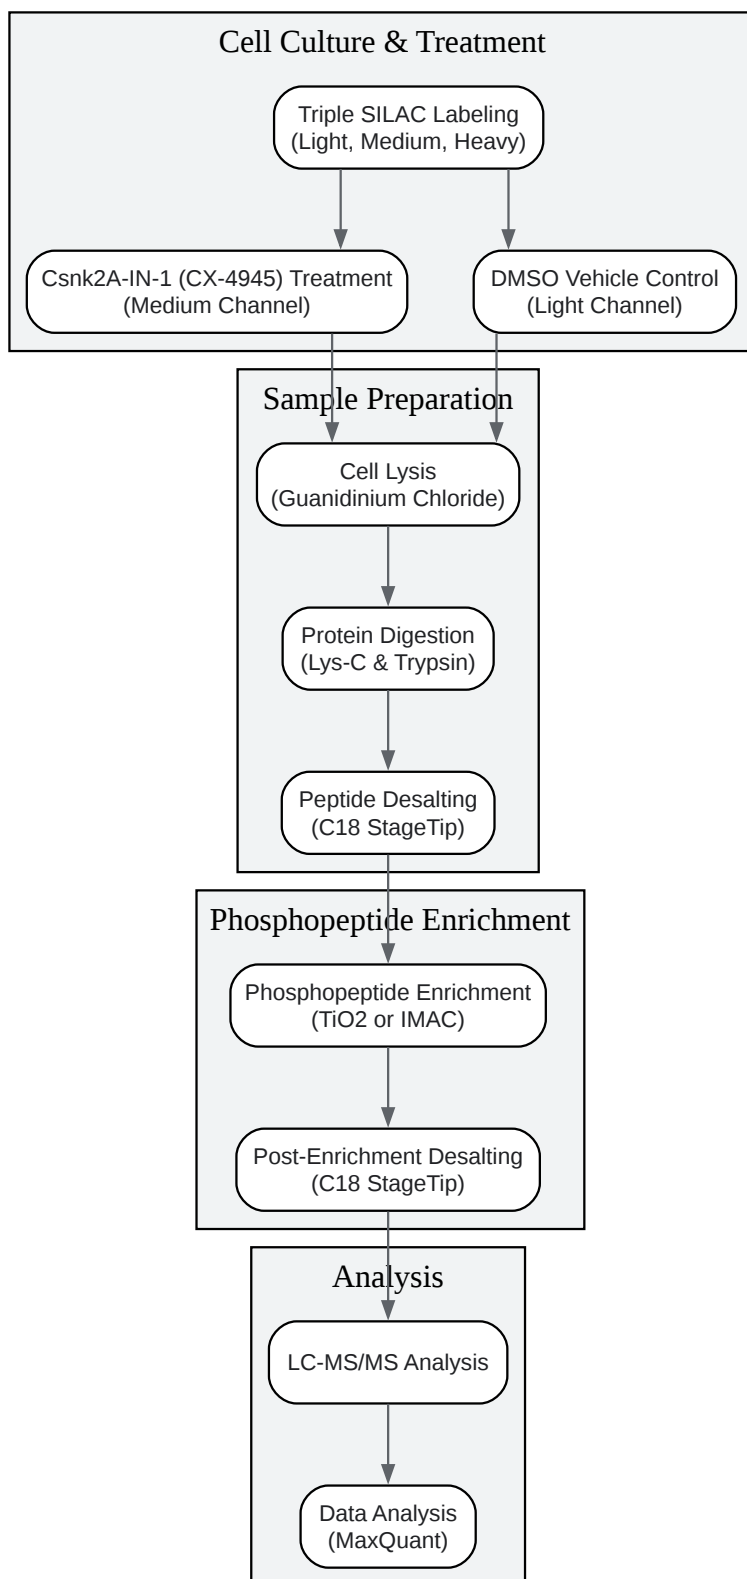 Cell Culture & Treatment
Triple SILAC Labeling
(Light, Medium, Heavy)
Csnk2A-IN-1 (CX-4945) Treatment
(Medium Channel)
DMSO Vehicle Control
(Light Channel)
Sample Preparation
Cell Lysis
(Guanidinium Chloride)
Protein Digestion
(Lys-C & Trypsin)
Peptide Desalting
(C18 StageTip)
Phosphopeptide Enrichment
Phosphopeptide Enrichment
(TiO2 or IMAC)
Post-Enrichment Desalting
(C18 StageTip)
Analysis
LC-MS/MS Analysis
Data Analysis
(MaxQuant)